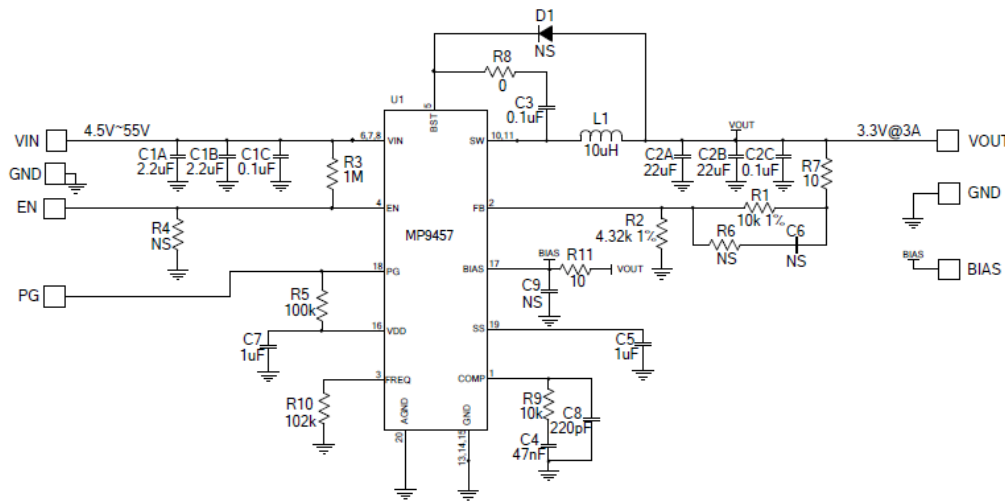 D1
NS
R8
0
U1
5
BST
C3
0.1uF
L1
10uH
VOUT
VIN
4.5V~55V
6,7,8
VIN
SW
10,11
3.3V@3A
VOUT
C1A
2.2uF
C1B
2.2uF
C1C
0.1uF
R3
1M
C2A
22uF
C2B
22uF
C2C
0.1uF
R7
10
GND
EN
4
EN
FB
2
R1
10k 1%
GND
R4
NS
MP9457
R2
4.32k 1%
R6
NS
C6
NS
PG
18
PG
BIAS
17
BIAS
R11
10
VOUT
BIAS
BIAS
R5
100k
C9
NS
C7
1uF
16
VDD
SS
19
C5
1uF
3
FREQ
COMP
1
R10
102k
R9
10k
C8
220pF
C4
47nF
AGND
20
GND
13,14,15